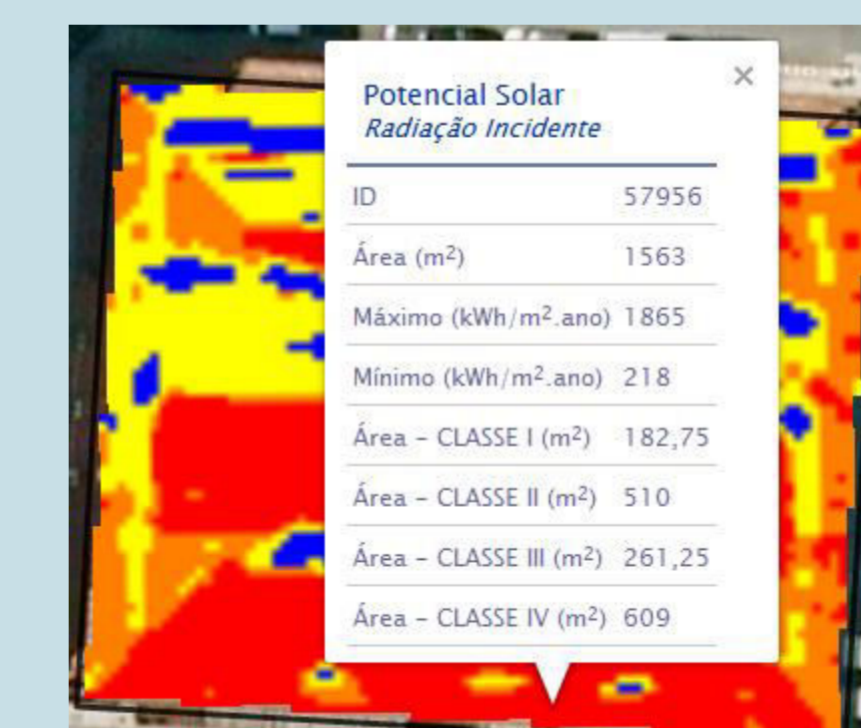 Potencial Solar
Radiação Incidente
ID 57956
Área (m²) 1563
Máximo (kWh/m².ano) 1865
Mínimo (kWh/m².ano) 218
Área – CLASSE I (m²) 182,75
Área – CLASSE II (m²) 510
Área – CLASSE III (m²) 261,25
Área – CLASSE IV (m²) 609